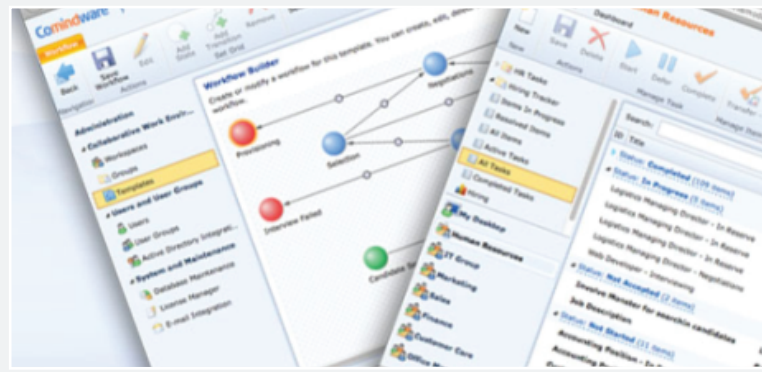 Comindware
Workflow
Back
Save Workflow
Edit
Add State
Add Transition
Remove
Navigation
Actions
Set Grid
Administration
Collaborative Work Envir...
Workspaces
Groups
Templates
Users and User Groups
Users
User Groups
Active Directory Integrati...
System and Maintenance
Database Maintenance
License Manager
E-mail Integration
Workflow Builder
Create or modify a workflow for this template. You can create, edit,
workflow.
Provisioning
Selection
Negotiations
Interview Failed
Candidate
Dashboard
Human Resources
New
Save
Delete
Start
Defer
Complete
Transfer
New
Actions
Manage Task
HR Tasks
Hiring Tracker
Items In Progress
Resolved Items
All Items
Active Tasks
All Tasks
Completed Tasks
Hiring
My Desktop
Human Resources
IT Group
Marketing
Sales
Finance
Customer Care
Office
Search:
ID Title
Status: Completed (109 items)
Status: In Progress (5 items)
Logistics Managing Director - In Reserve
Logistics Managing Director - In Reserve
Logistics Managing Director - In Reserve
Logistics Managing Director - Negotiations
Web Developer - Interviewing
Status: Not Accepted (2 items)
Invoice Manager for searchin candidates
Job Description
Status: Not Started (11 items)
Accounting Position - In